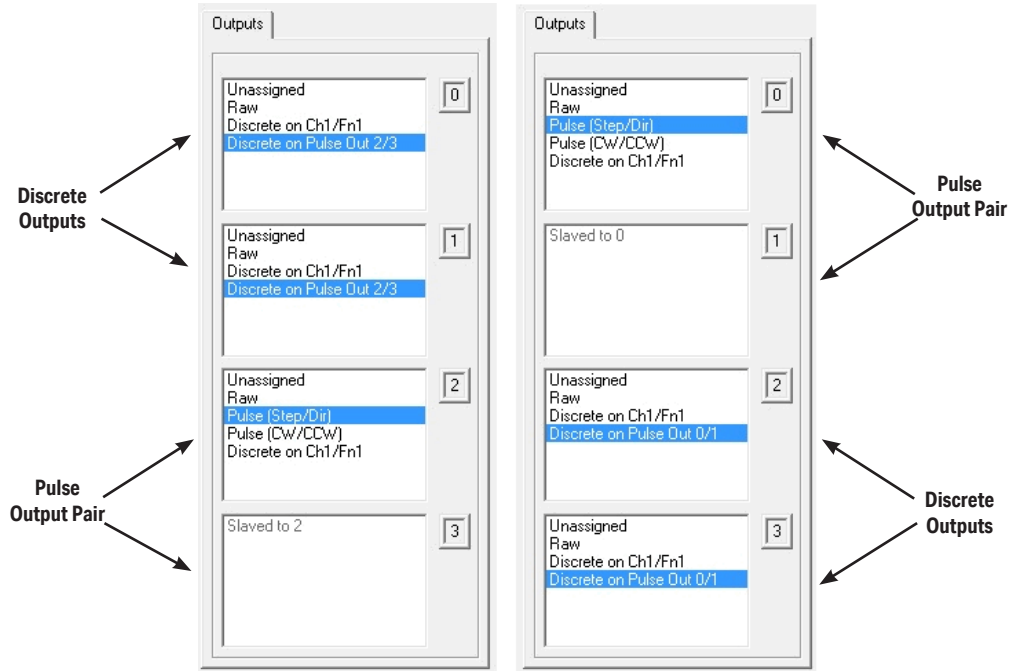 Outputs
Unassigned
Raw
Discrete on Ch1/Fn1
Discrete on Pulse Out 2/3
0
Discrete
Outputs
Unassigned
Raw
Discrete on Ch1/Fn1
Discrete on Pulse Out 2/3
1
Unassigned
Raw
Pulse (Step/Dir)
Pulse (CW/CCW)
Discrete on Ch1/Fn1
2
Pulse
Output Pair
Slaved to 2
3
Outputs
Unassigned
Raw
Pulse (Step/Dir)
Pulse (CW/CCW)
Discrete on Ch1/Fn1
0
Pulse
Output Pair
Slaved to 0
1
Unassigned
Raw
Discrete on Ch1/Fn1
Discrete on Pulse Out 0/1
2
Discrete
Outputs
Unassigned
Raw
Discrete on Ch1/Fn1
Discrete on Pulse Out 0/1
3